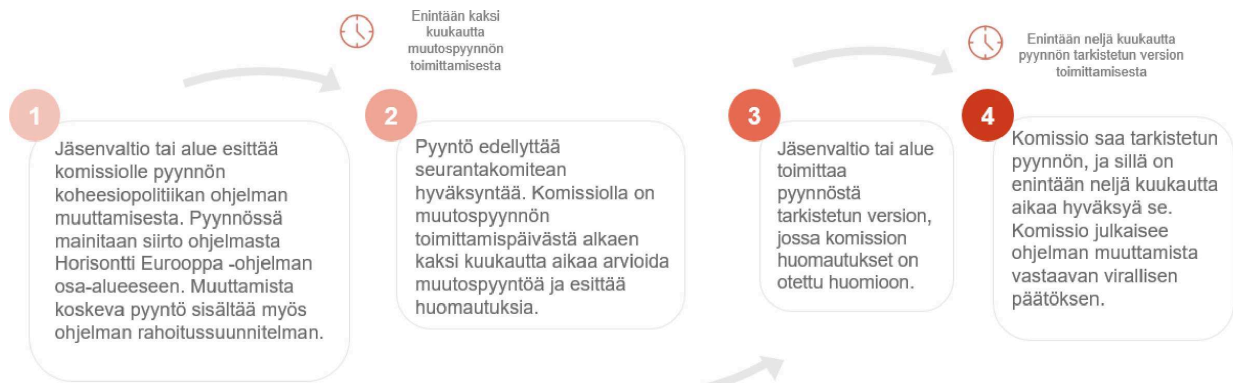 Enintään kaksi
kuukautta
muutospyynnön
toimittamisesta
Enintään neljä kuukautta
pyynnön tarkistetun version
toimittamisesta
1
Jäsenvaltio tai alue esittää
komissiolle pyynnön
koheesiopolitiikan ohjelman
muuttamisesta. Pyynnössä
mainitaan siirto ohjelmasta
Horisontti Eurooppa -ohjelman
osa-alueeseen. Muuttamista
koskeva pyyntö sisältää myös
ohjelman rahoitussuunnitelman.
2
Pyyntö edellyttää
seurantakomitean
hyväksyntää. Komissiolla on
muutospyynnön
toimittamispäivästä alkaen
kaksi kuukautta aikaa arvioida
muutospyyntöä ja esittää
huomautuksia.
3
Jäsenvaltio tai alue
toimittaa
pyynnöstä
tarkistetun version,
jossa komission
huomautukset on
otettu huomioon.
4
Komissio saa tarkistetun
pyynnön, ja sillä on
enintään neljä kuukautta
aikaa hyväksyä se.
Komissio julkaisee
ohjelman muuttamista
vastaavan virallisen
päätöksen.